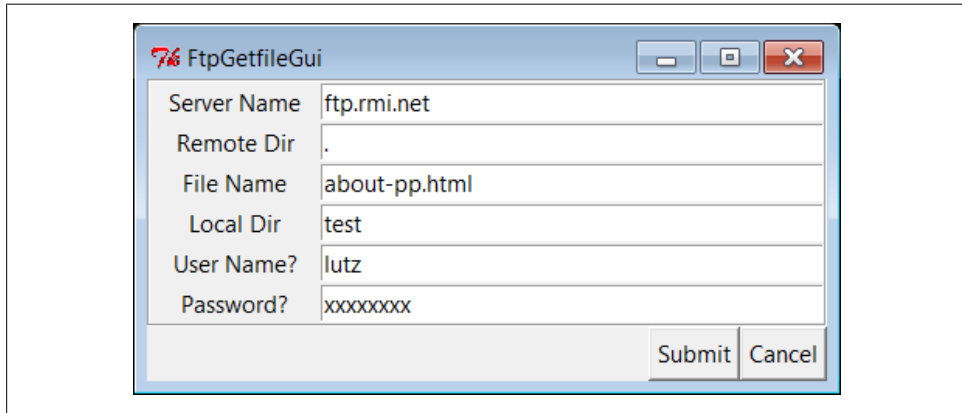 FtpGetfileGui
Server Name ftp.rmi.net
Remote Dir .
File Name about-pp.html
Local Dir test
User Name? lutz
Password? xxxxxxxx
Submit Cancel